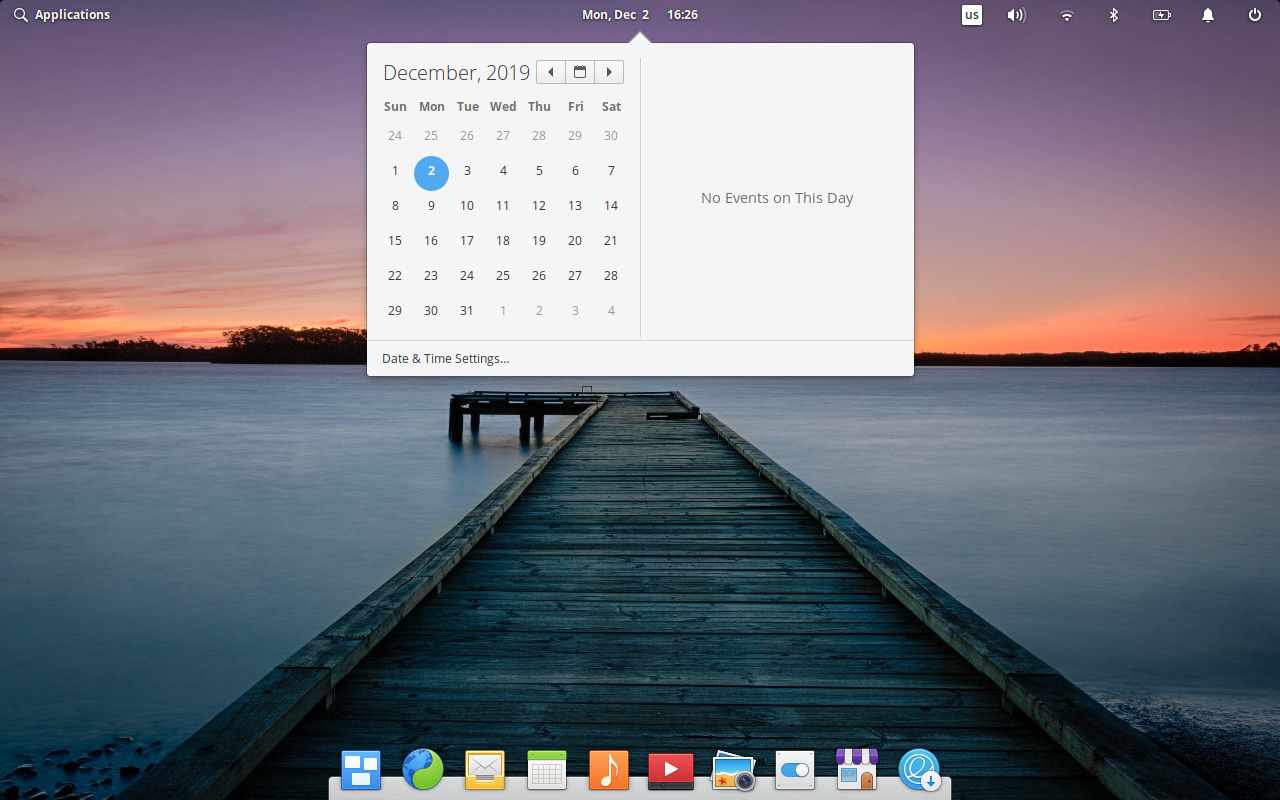 Applications
Mon, Dec 2 16:26
us
December, 2019
Sun Mon Tue Wed Thu Fri Sat
24 25 26 27 28 29 30
1 2 3 4 5 6 7
8 9 10 11 12 13 14
15 16 17 18 19 20 21
22 23 24 25 26 27 28
29 30 31 1 2 3 4
No Events on This Day
Date & Time Settings...